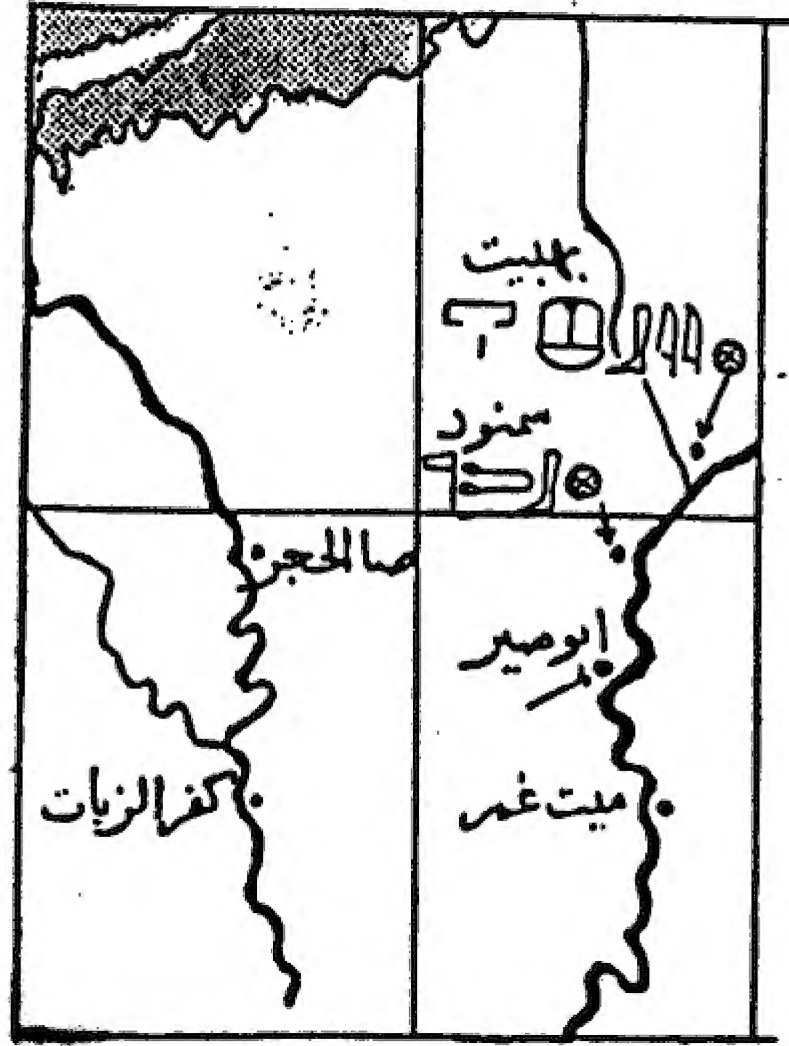 بهبيت
سمنود
صا الحجر
ابو صير
كفر الزيات
ميت غمر